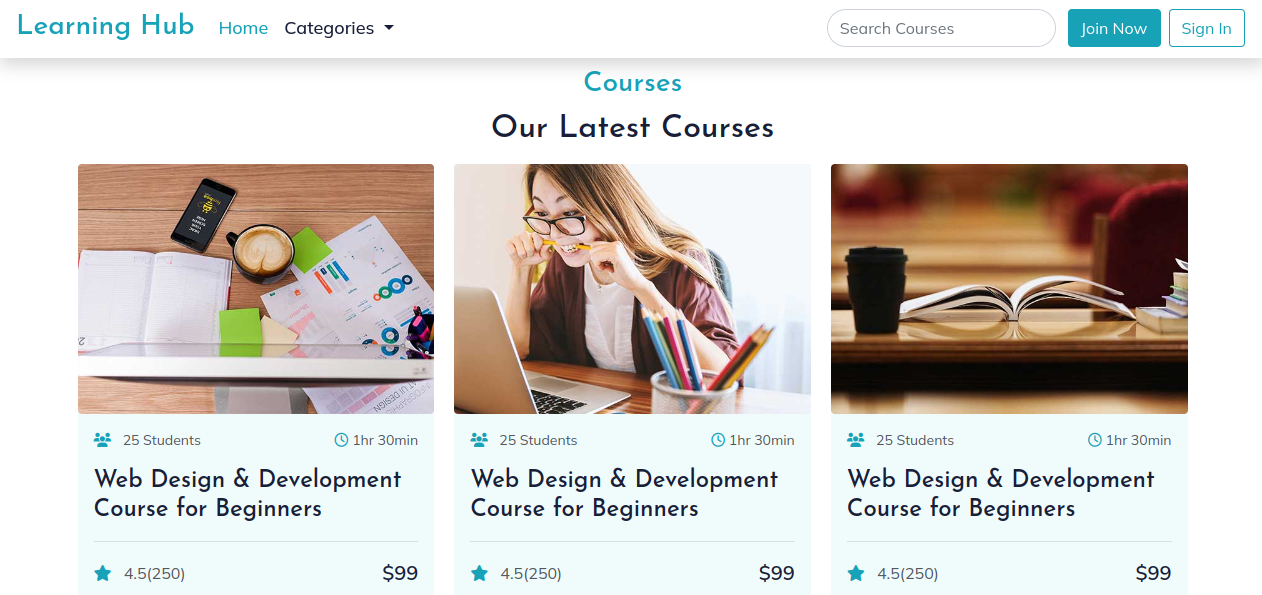 Learning Hub Home Categories Search Courses Join Now Sign In
Courses
Our Latest Courses
25 Students 1hr 30min
Web Design & Development
Course for Beginners
4.5(250) $99
25 Students 1hr 30min
Web Design & Development
Course for Beginners
4.5(250) $99
25 Students 1hr 30min
Web Design & Development
Course for Beginners
4.5(250) $99